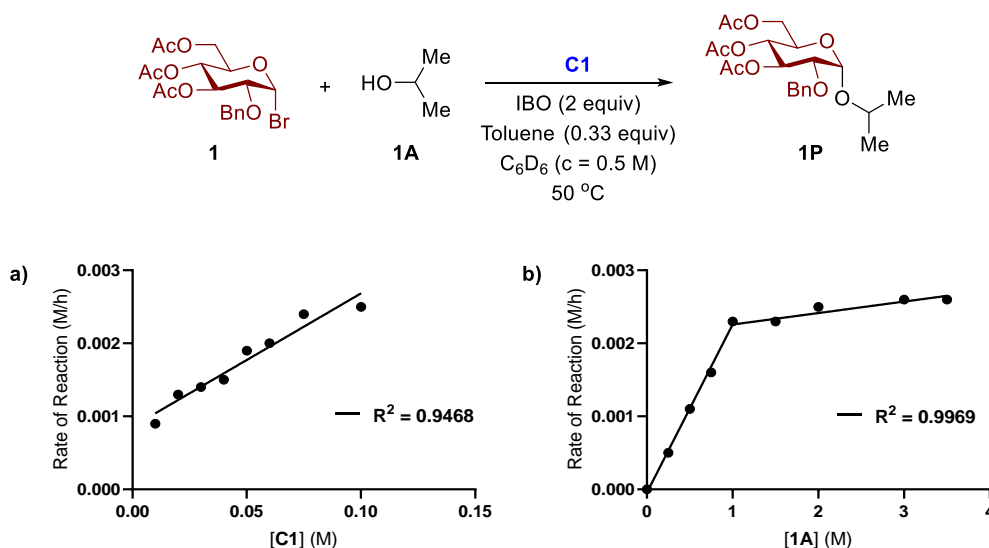 AcO
AcO
AcO
O
BnO
Br
1
+
HO
Me
Me
1A
C1
IBO (2 equiv)
Toluene (0.33 equiv)
C6D6 (c = 0.5 M)
50 oC
AcO
AcO
AcO
O
BnO
O
Me
Me
1P
a)
Rate of Reaction (M/h)
0.003
0.002
0.001
0.000
0.00
0.05
0.10
0.15
R2 = 0.9468
[C1] (M)
b)
Rate of Reaction (M/h)
0.003
0.002
0.001
0.000
0
1
2
3
4
R2 = 0.9969
[1A] (M)